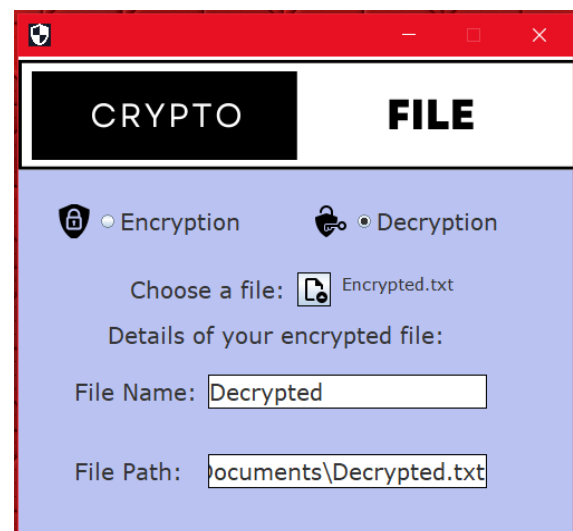 CRYPTO FILE
Encryption Decryption
Choose a file: Encrypted.txt
Details of your encrypted file:
File Name: Decrypted
File Path: Documents\Decrypted.txt